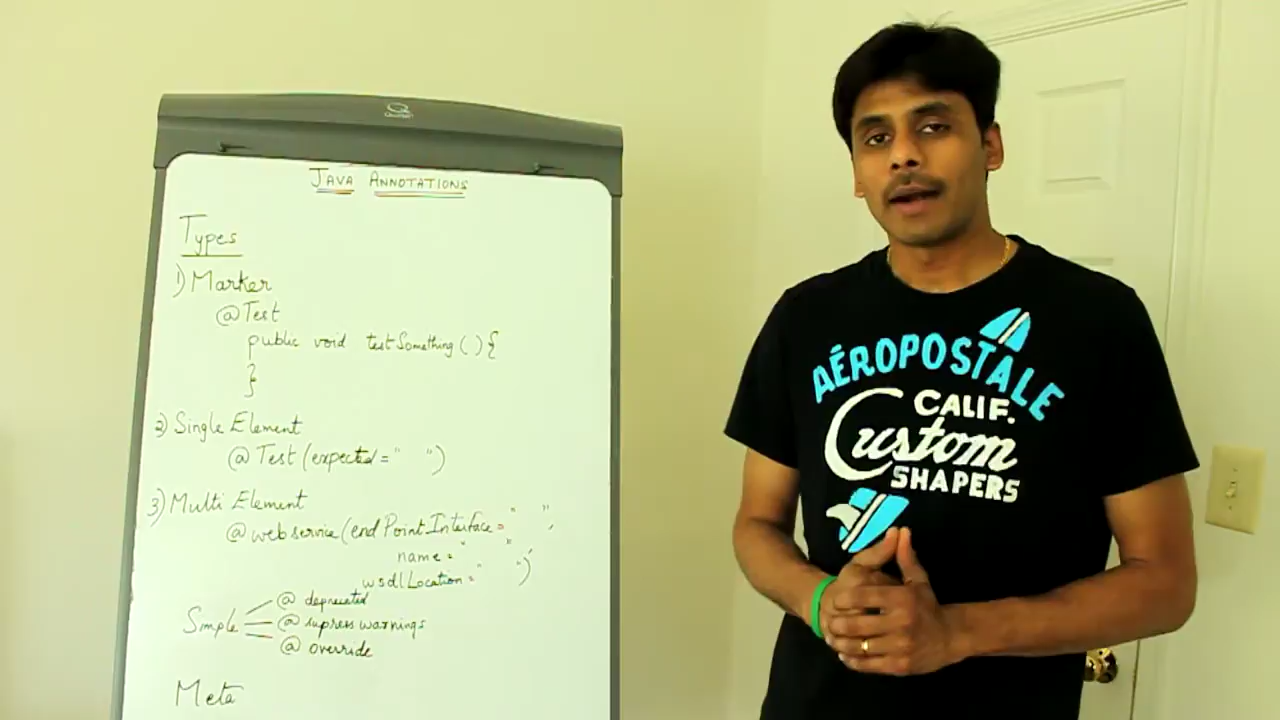 JAVA ANNOTATIONS
Types
1) Marker
@Test
public void testSomething () {
}
2) Single Element
@ Test (expected = " ")
3) Multi Element
@ webservice (endPointInterface = " ",
name = " ",
wsdlLocation = " ")
Simple
@ deprecated
@ supress warnings
@ override
Meta
AÉROPOSTALE
CALIF.
Custom
SHAPERS